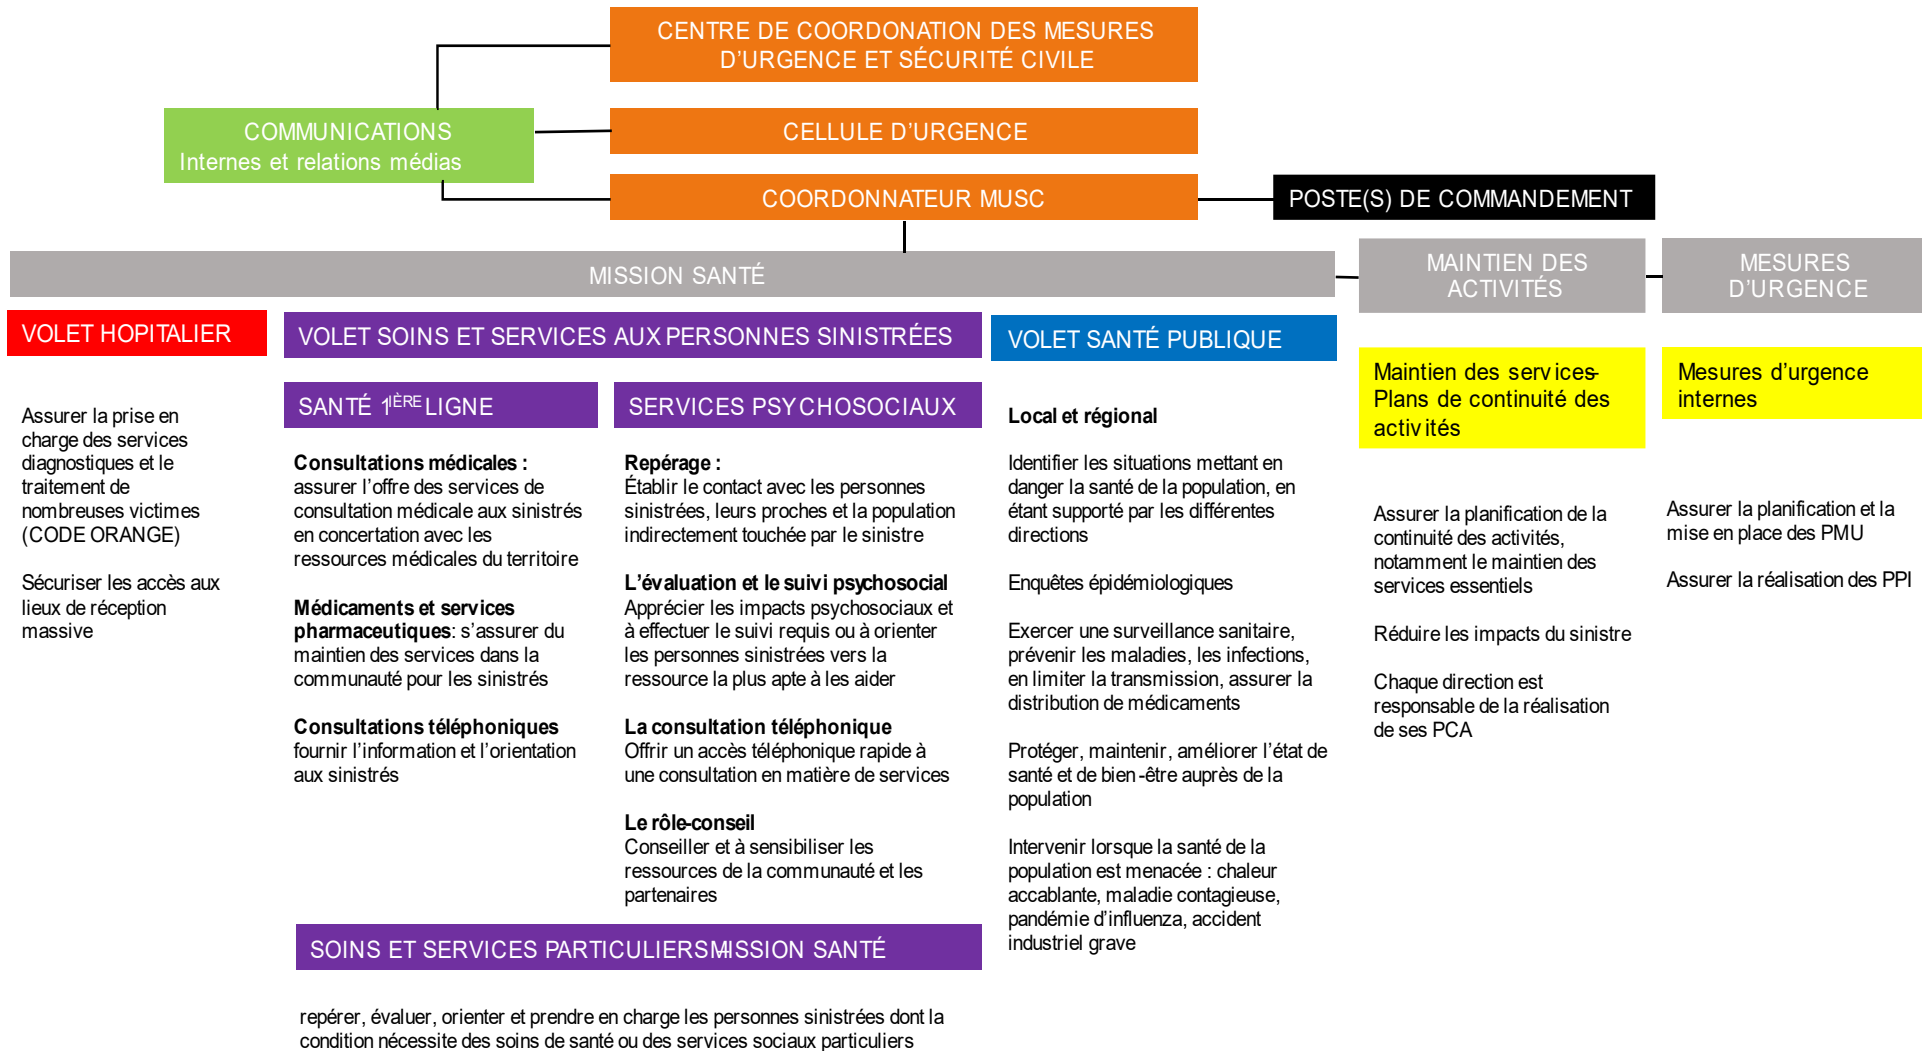 CENTRE DE COORDONATION DES MESURES
D'URGENCE ET SÉCURITÉ CIVILE
COMMUNICATIONS
Internes et relations médias
CELLULE D'URGENCE
COORDONNATEUR MUSC
POSTE(S) DE COMMANDEMENT
MISSION SANTÉ
MAINTIEN DES
ACTIVITÉS
MESURES
D'URGENCE
VOLET HOPITALIER
Assurer la prise en
charge des services
diagnostiques et le
traitement de
nombreuses victimes
(CODE ORANGE)
Sécuriser les accès aux
lieux de réception
massive
VOLET SOINS ET SERVICES AUX PERSONNES SINISTRÉES
SANTÉ 1IÈRE LIGNE
Consultations médicales :
assurer l'offre des services de
consultation médicale aux sinistrés
en concertation avec les
ressources médicales du territoire
Médicaments et services
pharmaceutiques: s'assurer du
maintien des services dans la
communauté pour les sinistrés
Consultations téléphoniques
fournir l'information et l'orientation
aux sinistrés
SERVICES PSYCHOSOCIAUX
Repérage :
Établir le contact avec les personnes
sinistrées, leurs proches et la population
indirectement touchée par le sinistre
L'évaluation et le suivi psychosocial
Apprécier les impacts psychosociaux et
à effectuer le suivi requis ou à orienter
les personnes sinistrées vers la
ressource la plus apte à les aider
La consultation téléphonique
Offrir un accès téléphonique rapide à
une consultation en matière de services
Le rôle-conseil
Conseiller et à sensibiliser les
ressources de la communauté et les
partenaires
SOINS ET SERVICES PARTICULIERS-MISSION SANTÉ
repérer, évaluer, orienter et prendre en charge les personnes sinistrées dont la
condition nécessite des soins de santé ou des services sociaux particuliers
VOLET SANTÉ PUBLIQUE
Local et régional
Identifier les situations mettant en
danger la santé de la population, en
étant supporté par les différentes
directions
Enquêtes épidémiologiques
Exercer une surveillance sanitaire,
prévenir les maladies, les infections,
en limiter la transmission, assurer la
distribution de médicaments
Protéger, maintenir, améliorer l'état de
santé et de bien-être auprès de la
population
Intervenir lorsque la santé de la
population est menacée : chaleur
accablante, maladie contagieuse,
pandémie d'influenza, accident
industriel grave
Maintien des services-
Plans de continuité des
activités
Assurer la planification de la
continuité des activités,
notamment le maintien des
services essentiels
Réduire les impacts du sinistre
Chaque direction est
responsable de la réalisation
de ses PCA
Mesures d'urgence
internes
Assurer la planification et la
mise en place des PMU
Assurer la réalisation des PPI